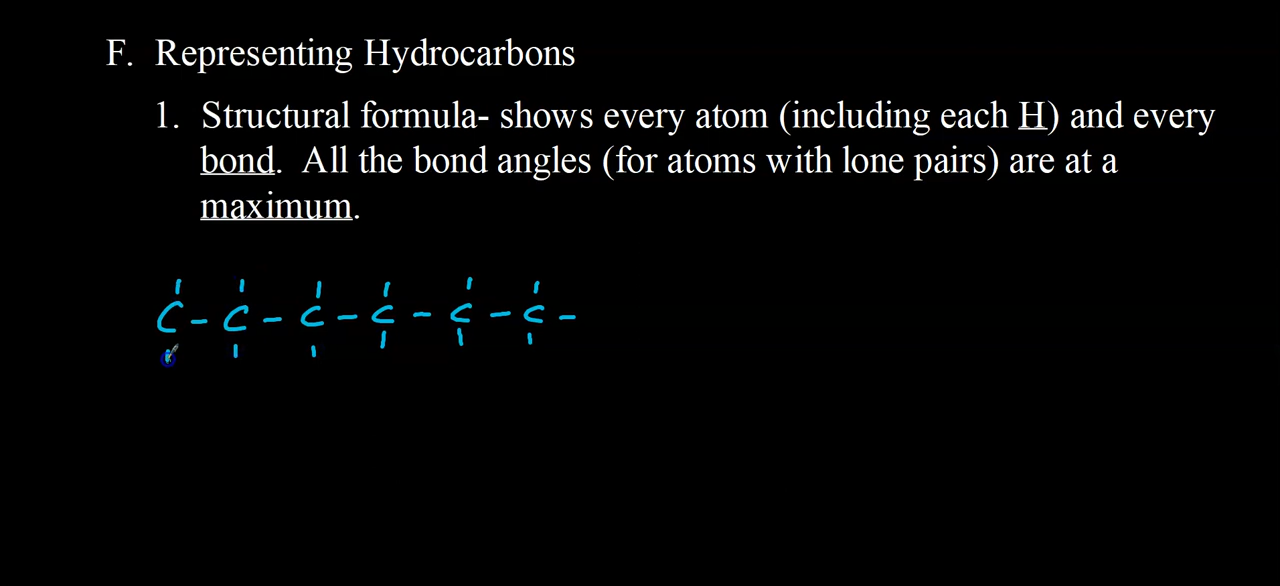 F. Representing Hydrocarbons
1. Structural formula- shows every atom (including each H) and every
bond. All the bond angles (for atoms with lone pairs) are at a
maximum.
C - C - C - C - C - C -